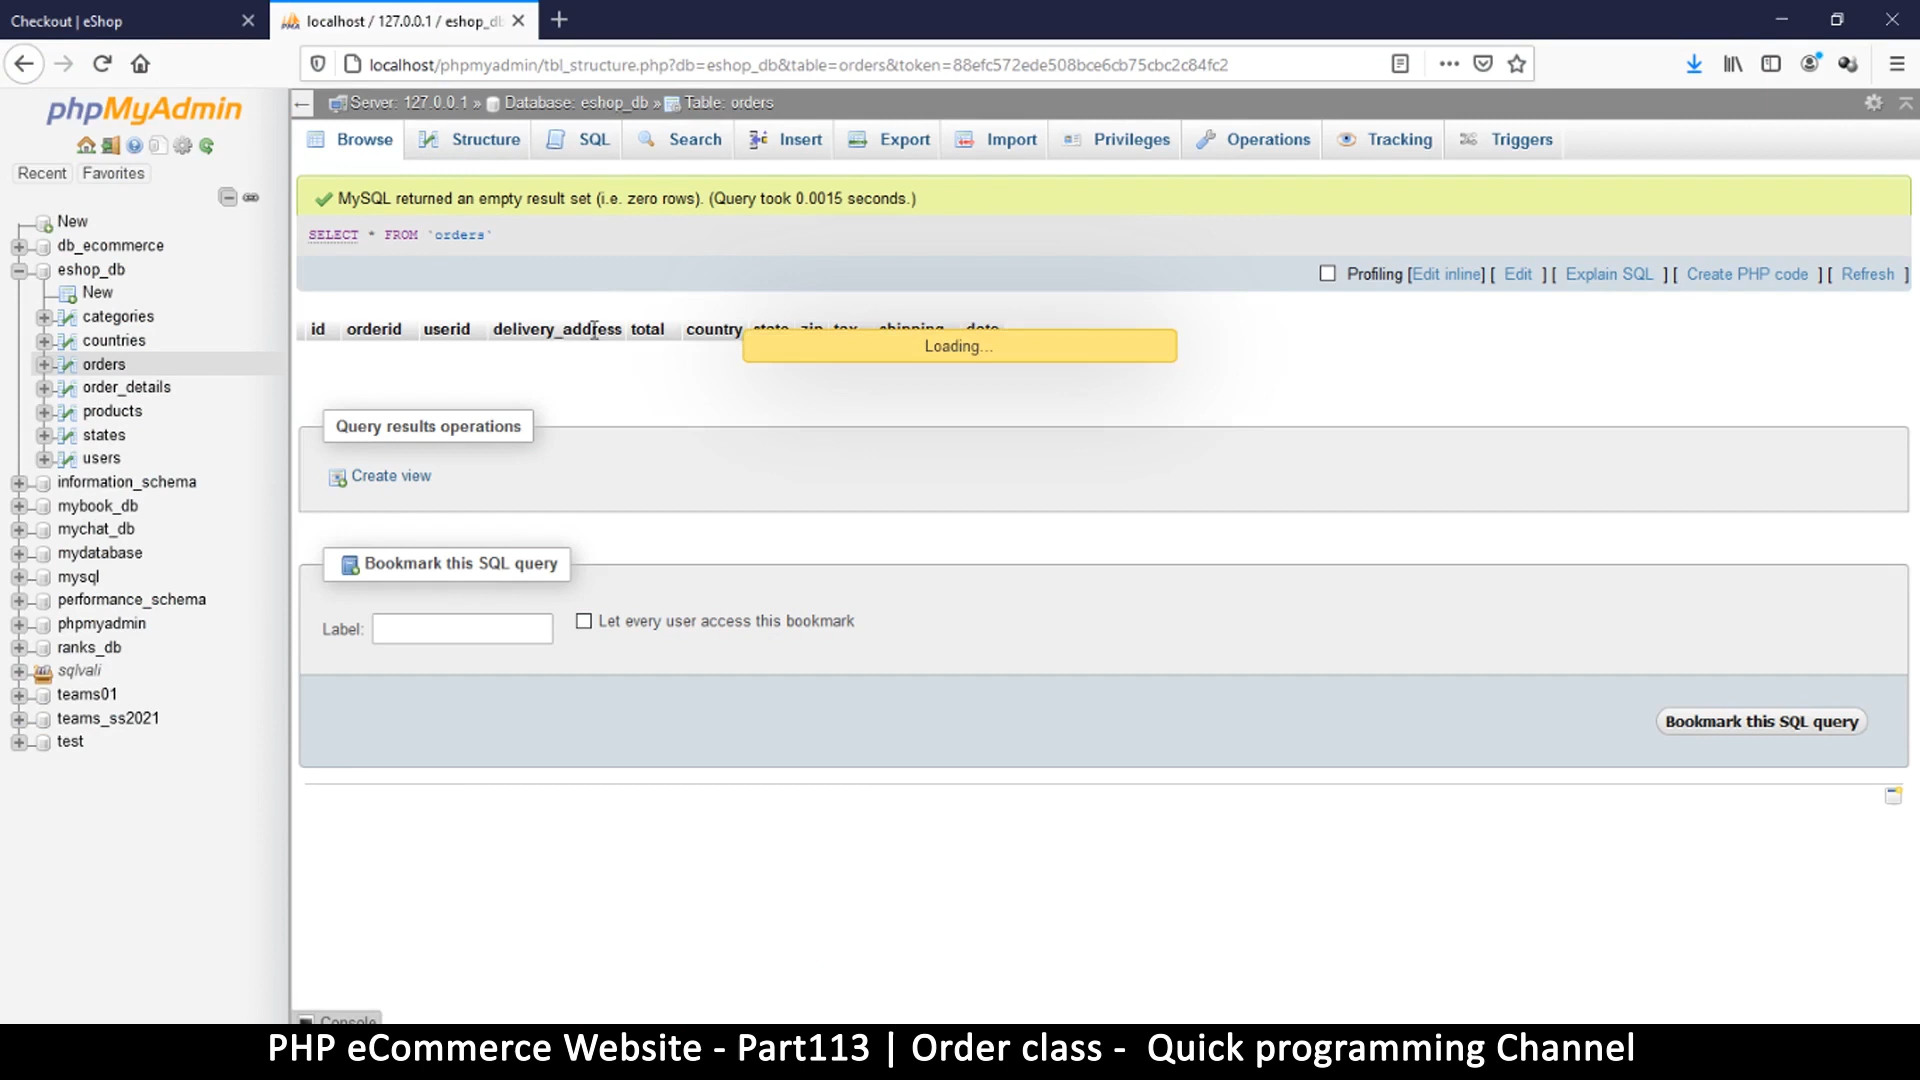 Checkout | eShop
localhost / 127.0.0.1 / eshop_db
localhost/phpmyadmin/tbl_structure.php?db=eshop_db&table=orders&token=88efc572ede508bce6cb75cbc2c84fc2
phpMyAdmin
Recent Favorites
New
db_ecommerce
eshop_db
New
categories
countries
orders
order_details
products
states
users
information_schema
mybook_db
mychat_db
mydatabase
mysql
performance_schema
phpmyadmin
ranks_db
sqlvali
teams01
teams_ss2021
test
Server: 127.0.0.1 » Database: eshop_db » Table: orders
Browse Structure SQL Search Insert Export Import Privileges Operations Tracking Triggers
MySQL returned an empty result set (i.e. zero rows). (Query took 0.0015 seconds.)
SELECT * FROM `orders`
Profiling [Edit inline] [ Edit ] [ Explain SQL ] [ Create PHP code ] [ Refresh ]
id orderid userid delivery_address total country state zip tax shipping date
Loading...
Query results operations
Create view
Bookmark this SQL query
Label:
Let every user access this bookmark
Bookmark this SQL query
Console
PHP eCommerce Website - Part113 | Order class - Quick programming Channel